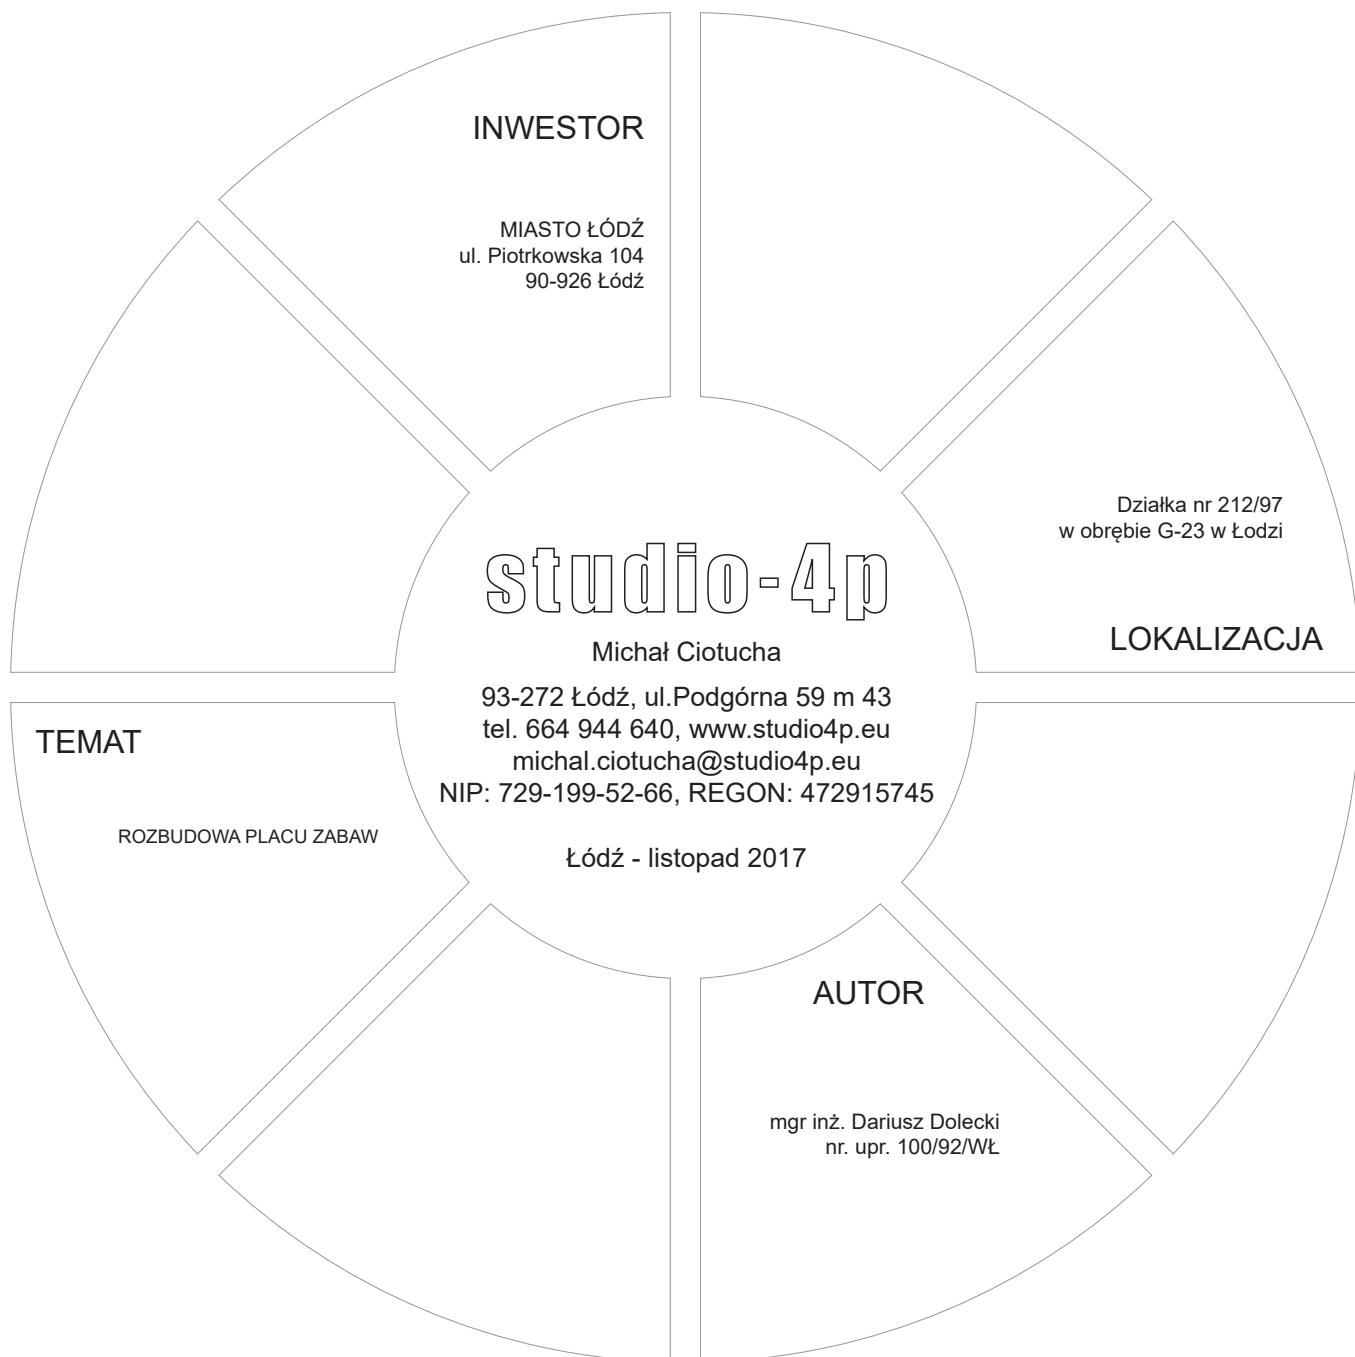 INWESTOR
MIASTO ŁÓDŹ
ul. Piotrkowska 104
90-926 Łódź
Działka nr 212/97
w obrębie G-23 w Łodzi
LOKALIZACJA
studio-4p
Michał Ciotucha
93-272 Łódź, ul.Podgórna 59 m 43
tel. 664 944 640, www.studio4p.eu
michal.ciotucha@studio4p.eu
NIP: 729-199-52-66, REGON: 472915745
Łódź - listopad 2017
TEMAT
ROZBUDOWA PLACU ZABAW
AUTOR
mgr inż. Dariusz Dolecki
nr. upr. 100/92/WŁ